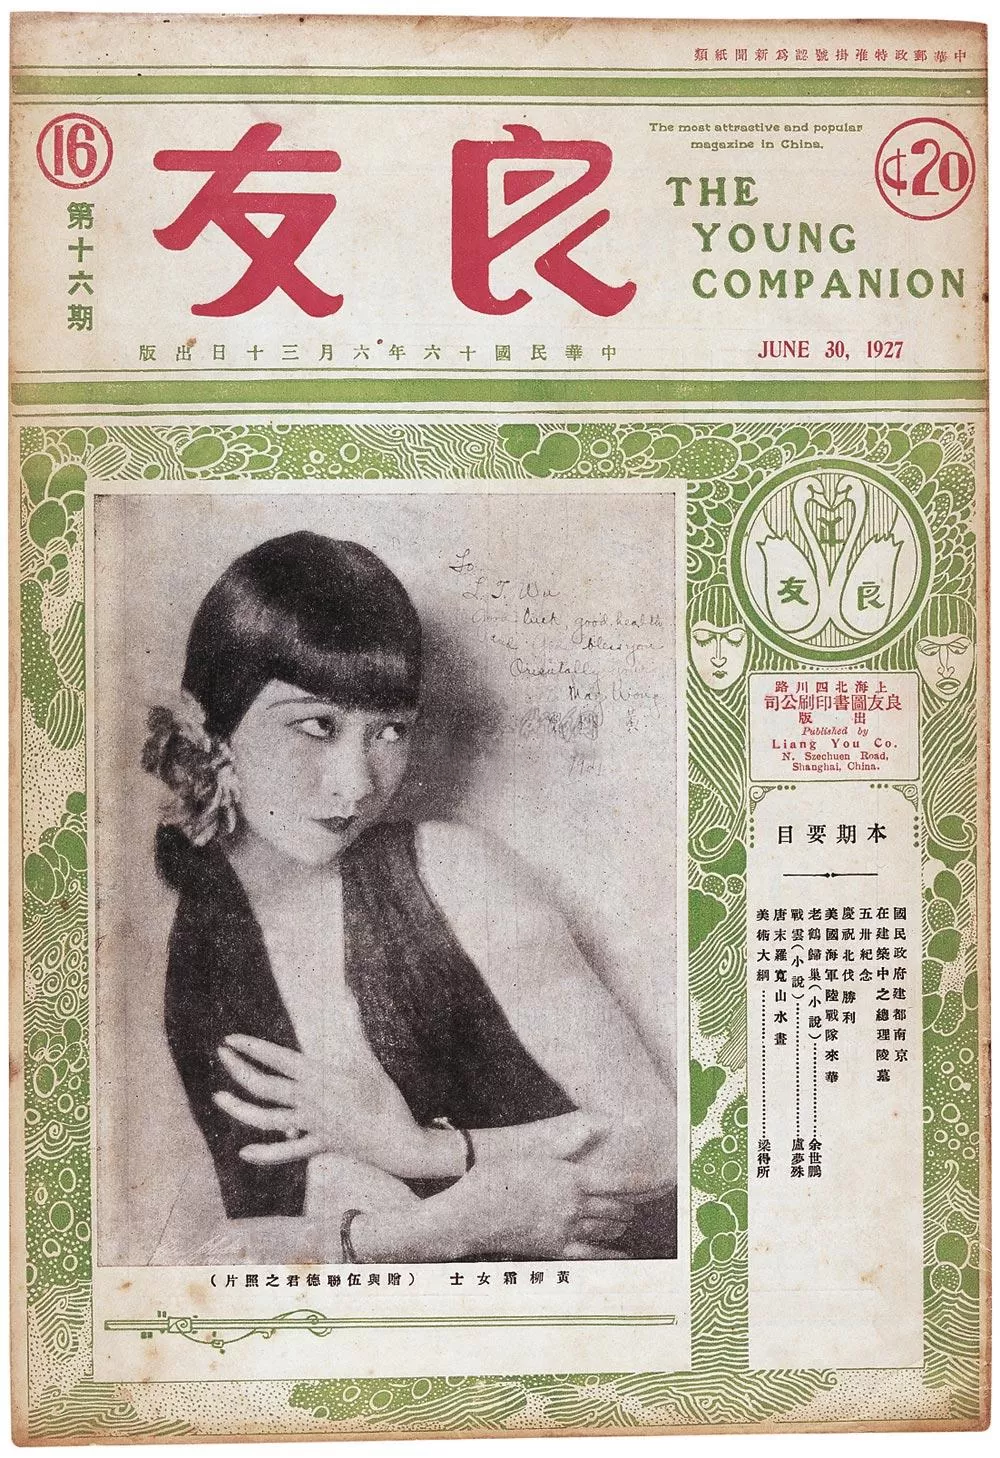 中華郵政特准掛號認為新聞紙類
16
第十六期
良友
The most attractive and popular
magazine in China.
¢20
THE
YOUNG
COMPANION
中華民國十六年六月三十日出版
JUNE 30, 1927
To
L. T. Wu
Good luck, good health
and bless you
Orientally
May Wong
黃柳霜女士 (贈與伍聯德君之照片)
良友
上海北四川路
良友圖書印刷公司
出版
Published by
Liang You Co.
N. Szechuen Road,
Shanghai, China.
本期要目
國民政府建都南京
在建築中之總理陵墓
五卅紀念
慶祝北伐勝利
美國海軍陸戰隊來華
老鶴歸巢(小說)……余世鵬
戰雲(小說)……盧夢殊
唐末羅寬山水畫
美術大綱……梁得所